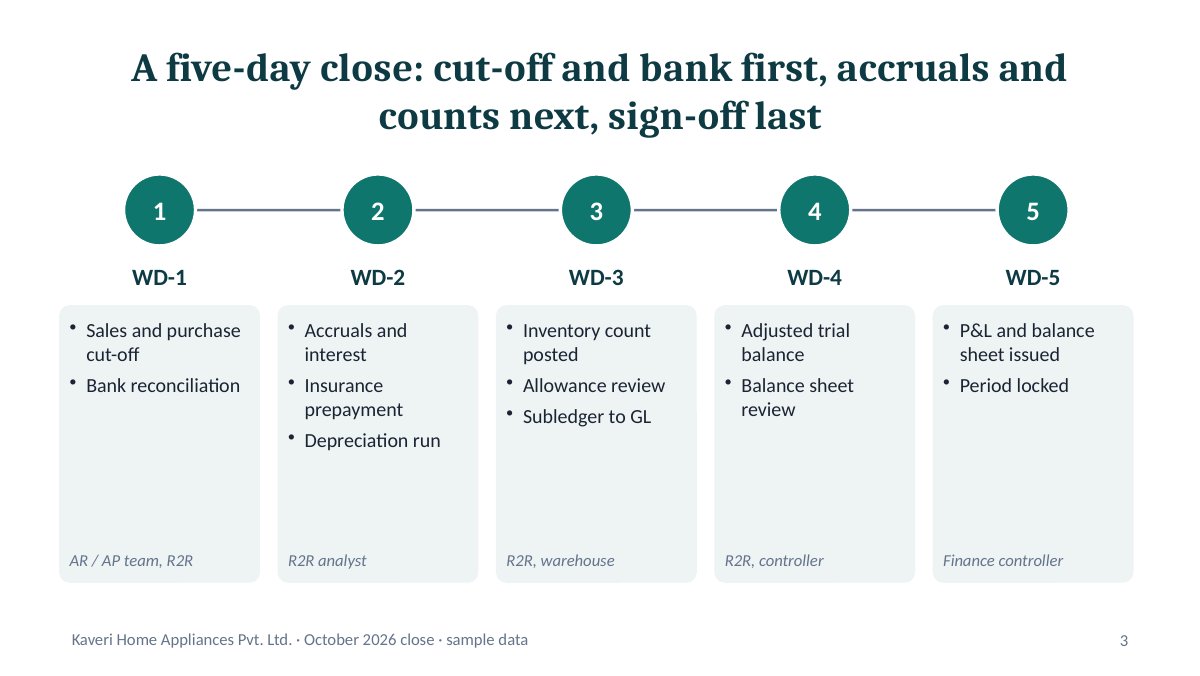 A five-day close: cut-off and bank first, accruals and
counts next, sign-off last
1
2
3
4
5
WD-1
WD-2
WD-3
WD-4
WD-5
• Sales and purchase
cut-off
• Bank reconciliation
AR / AP team, R2R
• Accruals and
interest
• Insurance
prepayment
• Depreciation run
R2R analyst
• Inventory count
posted
• Allowance review
• Subledger to GL
R2R, warehouse
• Adjusted trial
balance
• Balance sheet
review
R2R, controller
• P&L and balance
sheet issued
• Period locked
Finance controller
Kaveri Home Appliances Pvt. Ltd. · October 2026 close · sample data
3